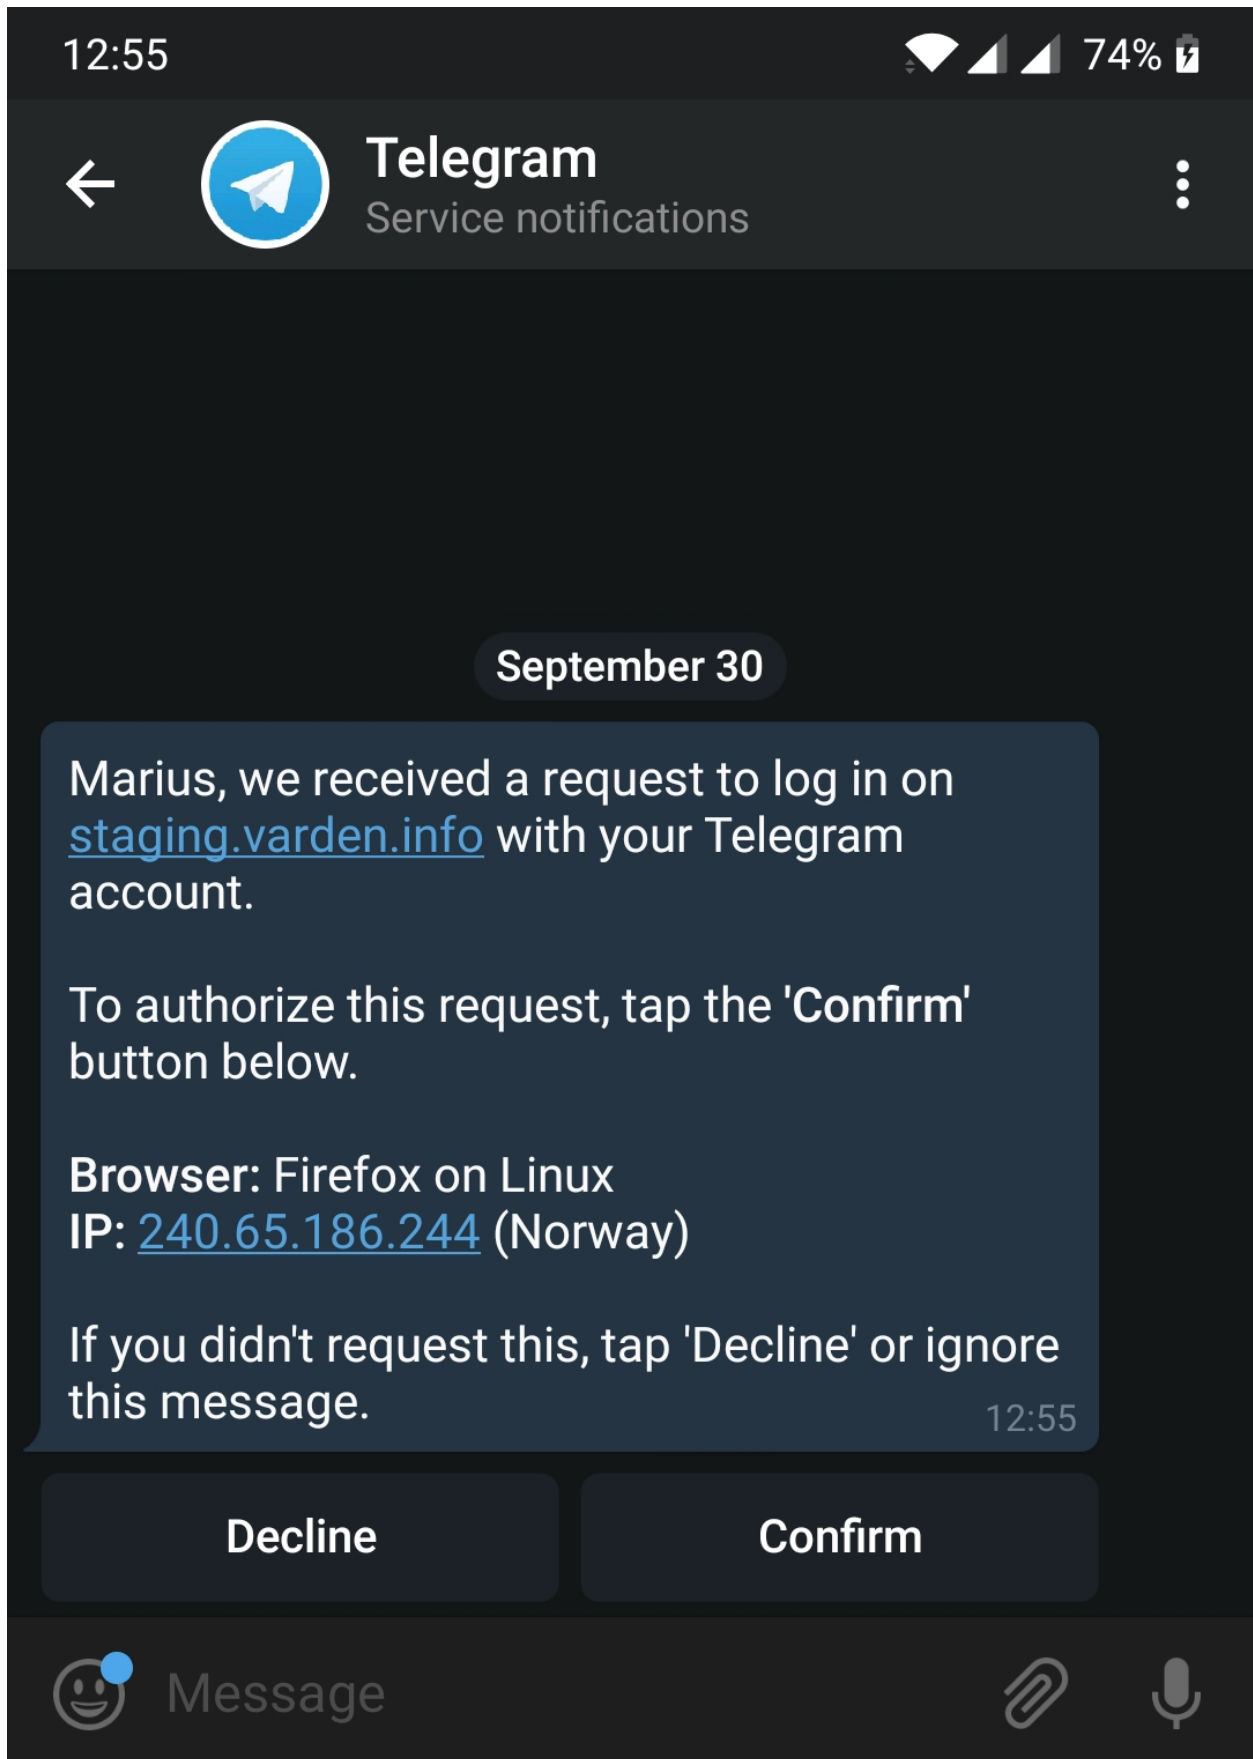 12:55
74%
Telegram
Service notifications
September 30
Marius, we received a request to log in on
staging.varden.info with your Telegram
account.
To authorize this request, tap the 'Confirm'
button below.
Browser: Firefox on Linux
IP: 240.65.186.244 (Norway)
If you didn't request this, tap 'Decline' or ignore
this message.
12:55
Decline
Confirm
Message